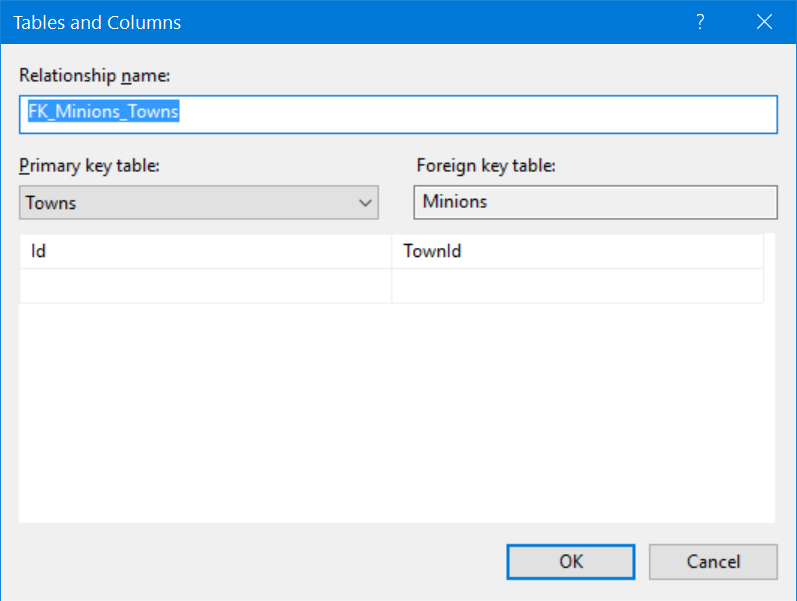 Tables and Columns
?
Relationship name:
FK_Minions_Towns
Primary key table:
Foreign key table:
Towns
Minions
Id
TownId
OK
Cancel